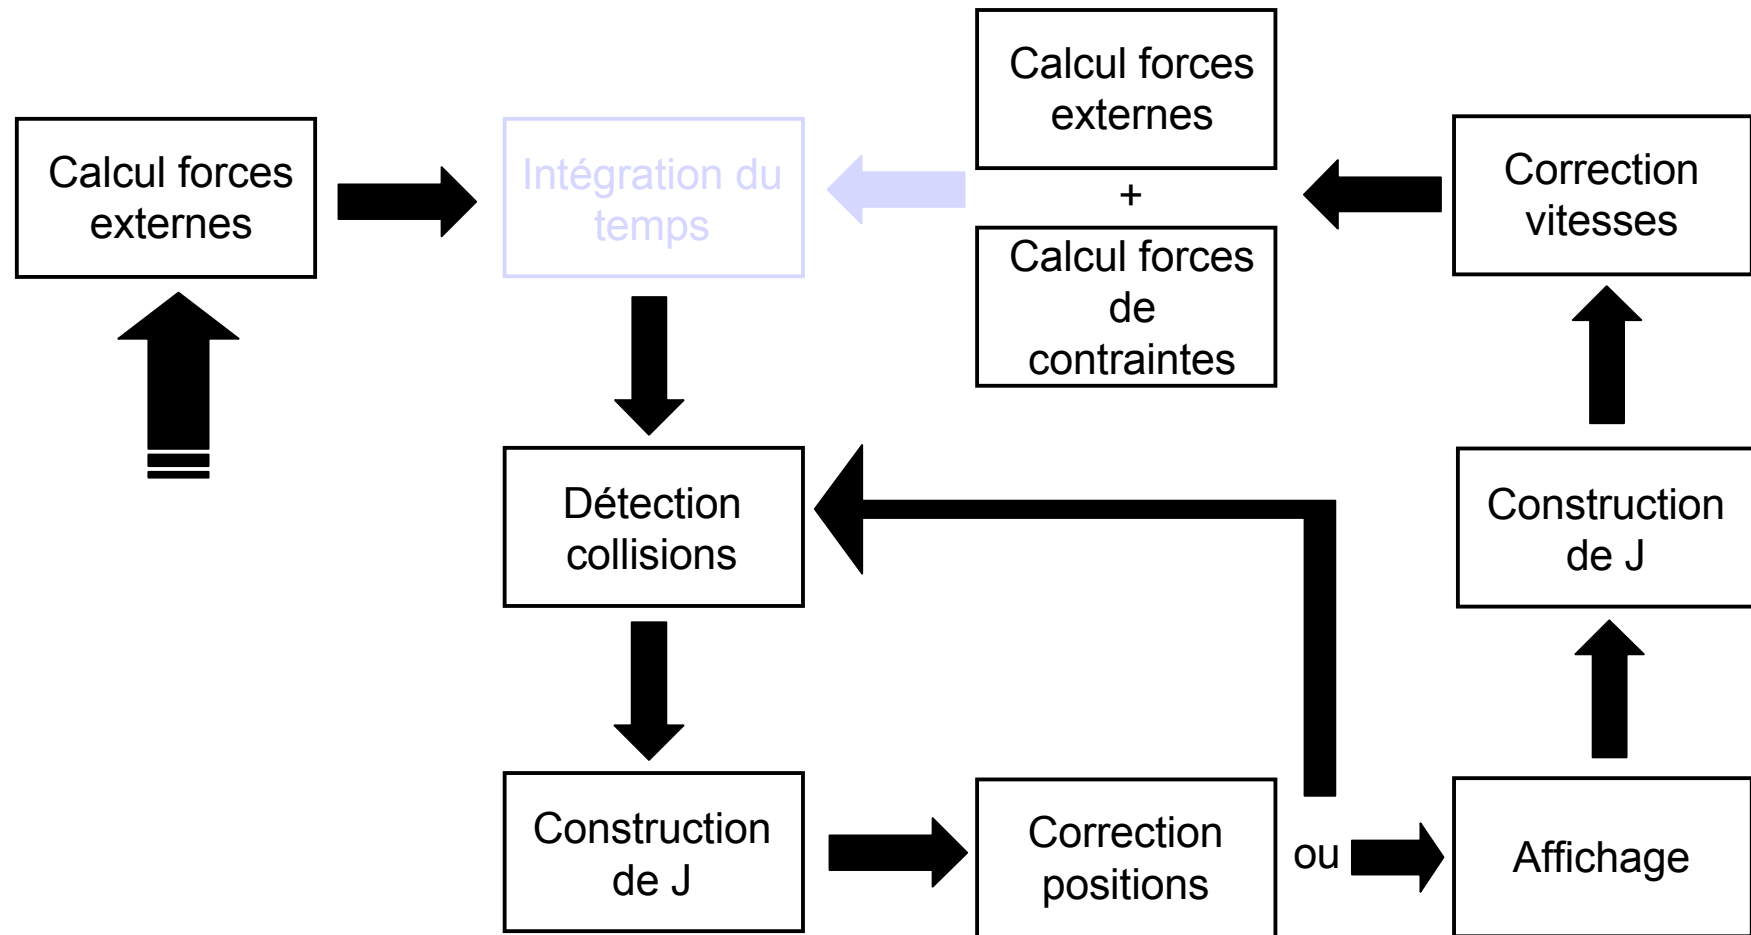 Calcul forces
externes
Intégration du
temps
Calcul forces
externes
+
Calcul forces
de
contraintes
Correction
vitesses
Détection
collisions
Construction
de J
Construction
de J
Correction
positions
ou
Affichage